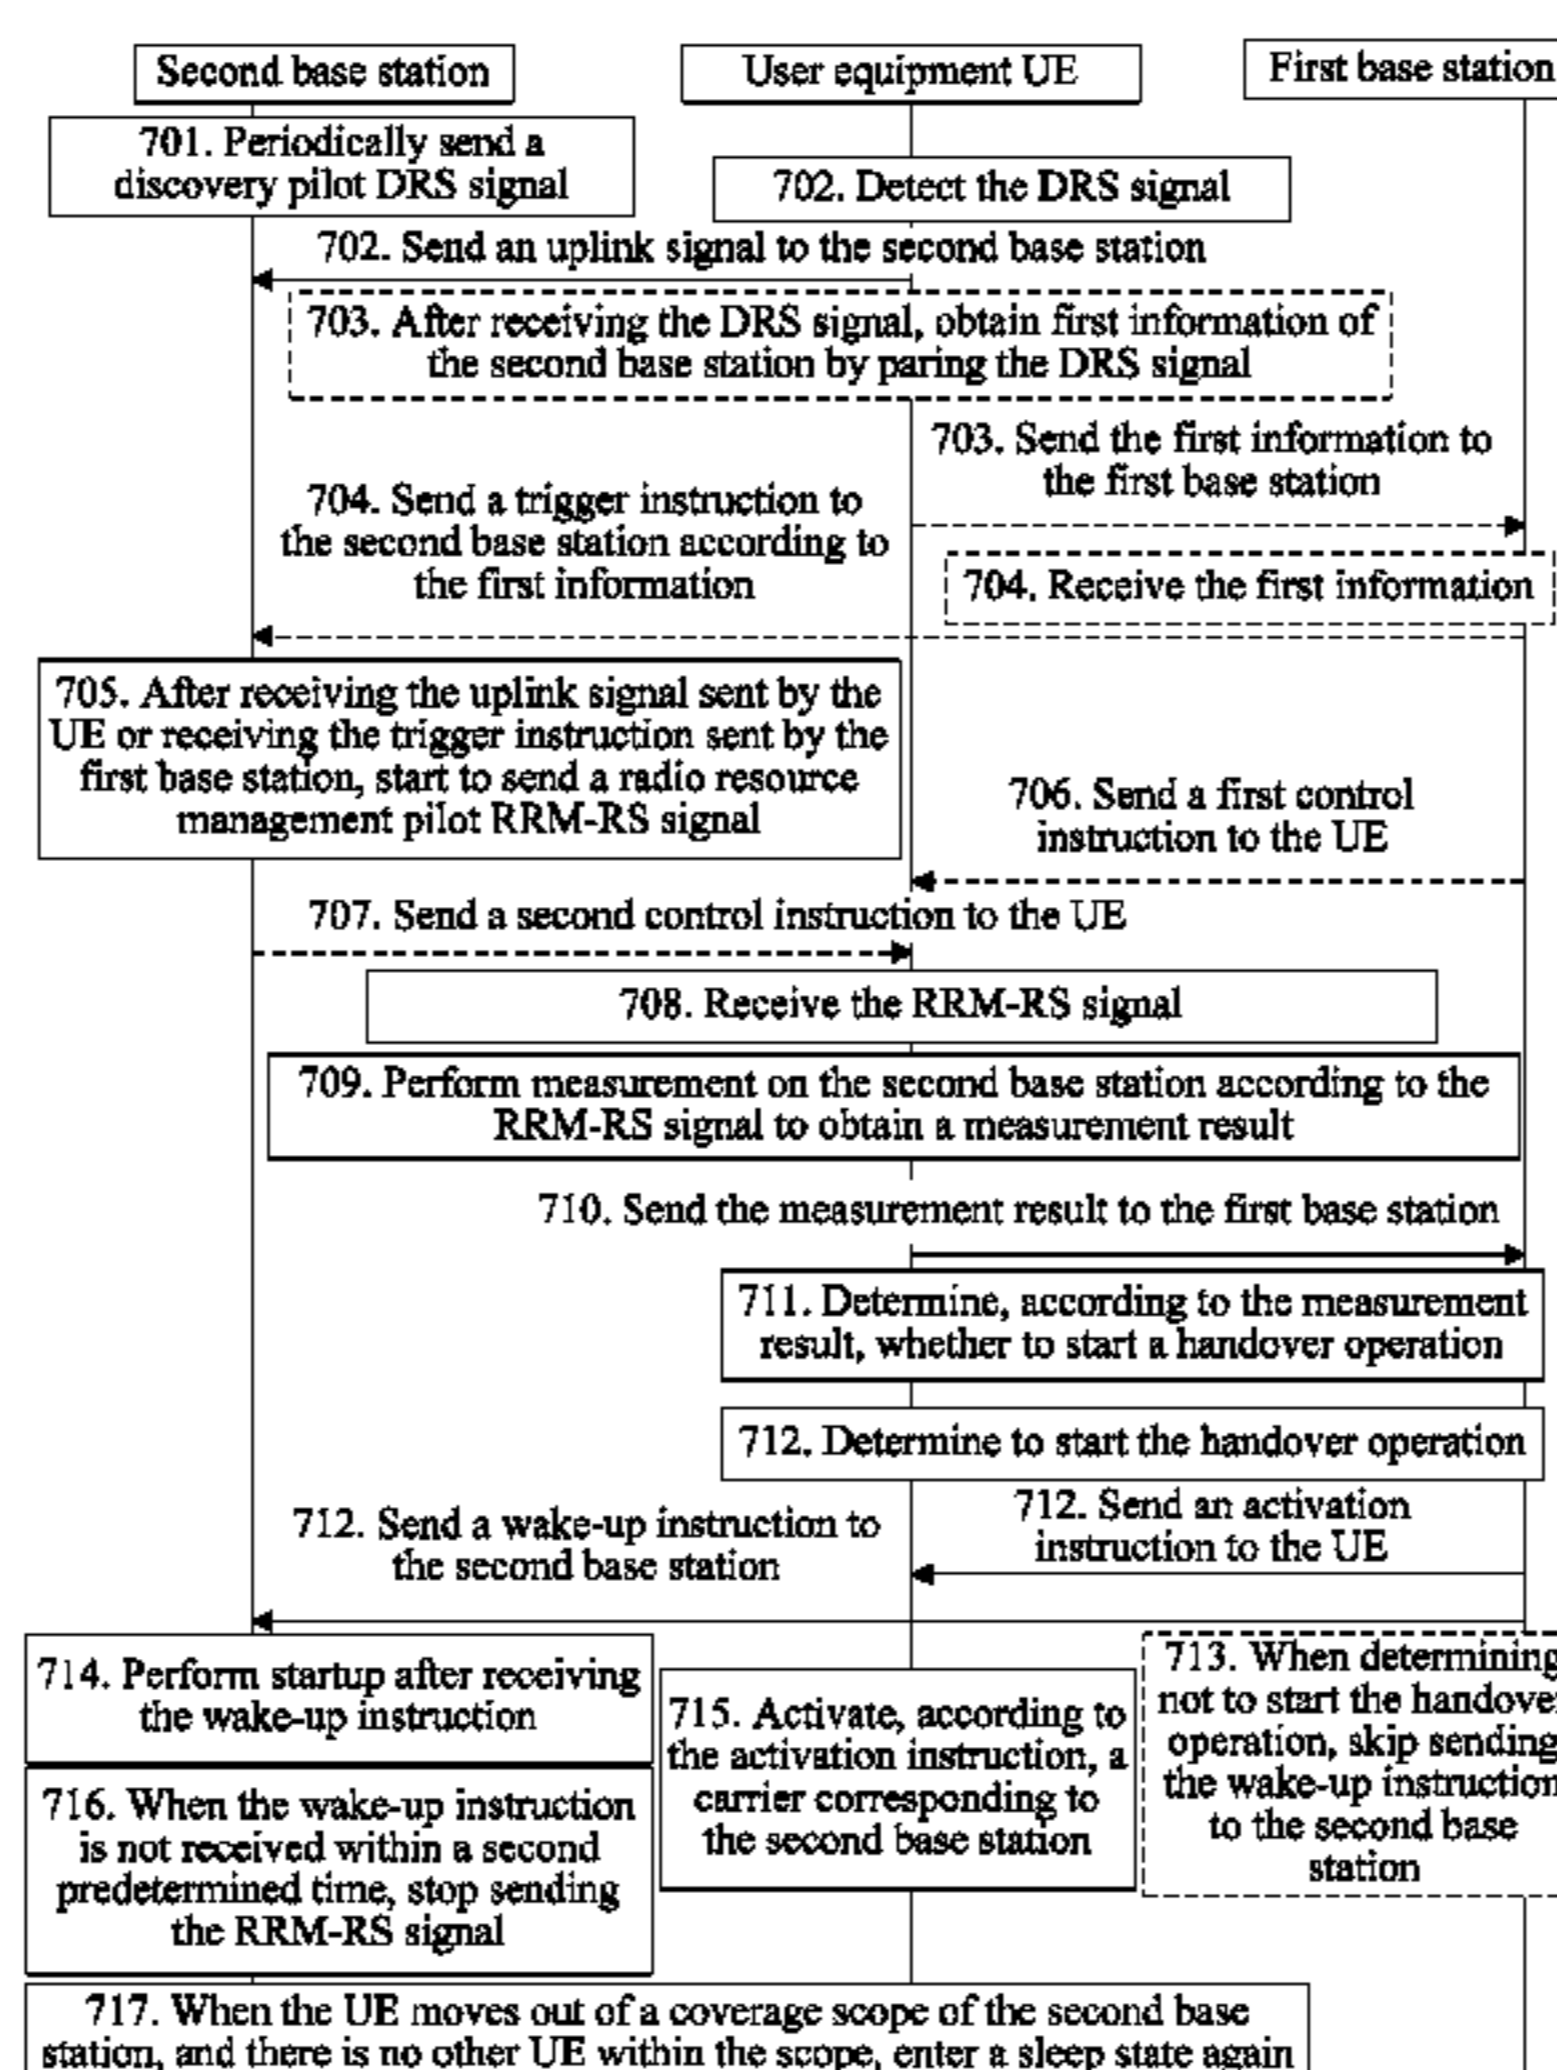 Second base station
User equipment UE
First base station
701. Periodically send a
discovery pilot DRS signal
702. Detect the DRS signal
702. Send an uplink signal to the second base station
703. After receiving the DRS signal, obtain first information of
the second base station by paring the DRS signal
703. Send the first information to
the first base station
704. Send a trigger instruction to
the second base station according to
the first information
704. Receive the first information
705. After receiving the uplink signal sent by the
UE or receiving the trigger instruction sent by the
first base station, start to send a radio resource
management pilot RRM-RS signal
706. Send a first control
instruction to the UE
707. Send a second control instruction to the UE
708. Receive the RRM-RS signal
709. Perform measurement on the second base station according to the
RRM-RS signal to obtain a measurement result
710. Send the measurement result to the first base station
711. Determine, according to the measurement
result, whether to start a handover operation
712. Determine to start the handover operation
712. Send an activation
instruction to the UE
712. Send a wake-up instruction to
the second base station
713. When determining
not to start the handover
operation, skip sending
the wake-up instruction
to the second base
station
714. Perform startup after receiving
the wake-up instruction
715. Activate, according to
the activation instruction, a
carrier corresponding to
the second base station
716. When the wake-up instruction
is not received within a second
predetermined time, stop sending
the RRM-RS signal
717. When the UE moves out of a coverage scope of the second base
station, and there is no other UE within the scope, enter a sleep state again